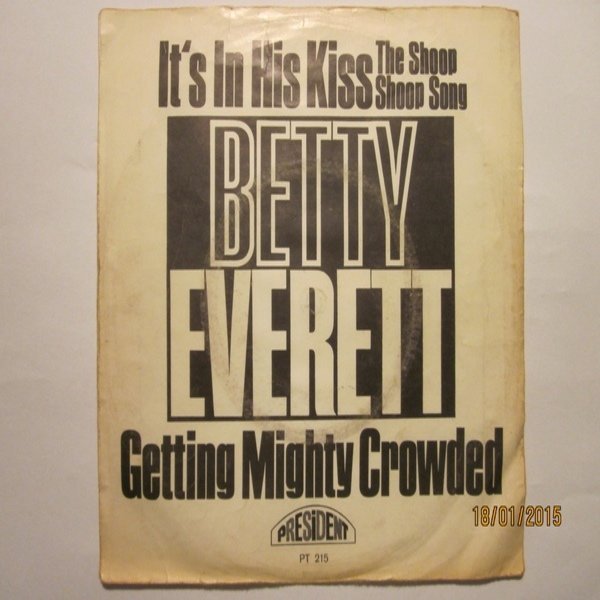 It's In His Kiss The Shoop
Shoop Song
BETTY
EVERETT
Getting Mighty Crowded
PRESiDENT
PT 215
18/01/2015